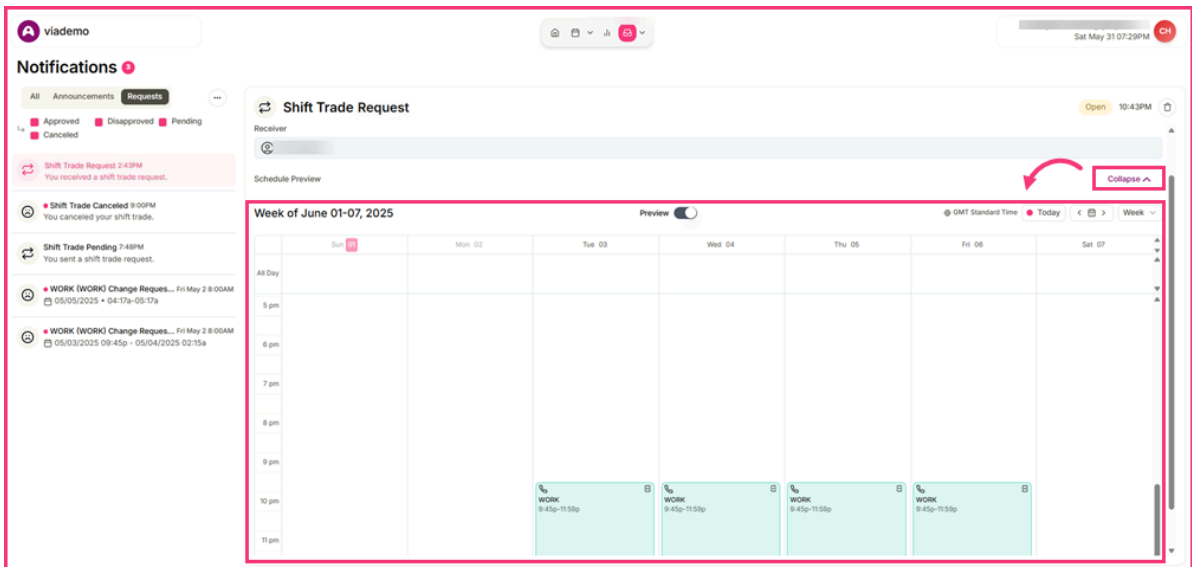 viademo
Sat May 31 07:29PM
CH
Notifications 3
All Announcements Requests ...
Approved Disapproved Pending
Canceled
Shift Trade Request 2:43PM
You received a shift trade request.
Shift Trade Canceled 9:00PM
You canceled your shift trade.
Shift Trade Pending 7:48PM
You sent a shift trade request.
WORK (WORK) Change Reques... Fri May 2 8:00AM
05/05/2025 • 04:17a-05:17a
WORK (WORK) Change Reques... Fri May 2 8:00AM
05/03/2025 09:45p - 05/04/2025 02:15a
Shift Trade Request
Open 10:43PM
Receiver
Schedule Preview
Collapse
Week of June 01-07, 2025
Preview
GMT Standard Time
Today
Week
Sun 01 Mon 02 Tue 03 Wed 04 Thu 05 Fri 06 Sat 07
All Day
5 pm
6 pm
7 pm
8 pm
9 pm
10 pm
11 pm
WORK
9:45p-11:59p
WORK
9:45p-11:59p
WORK
9:45p-11:59p
WORK
9:45p-11:59p